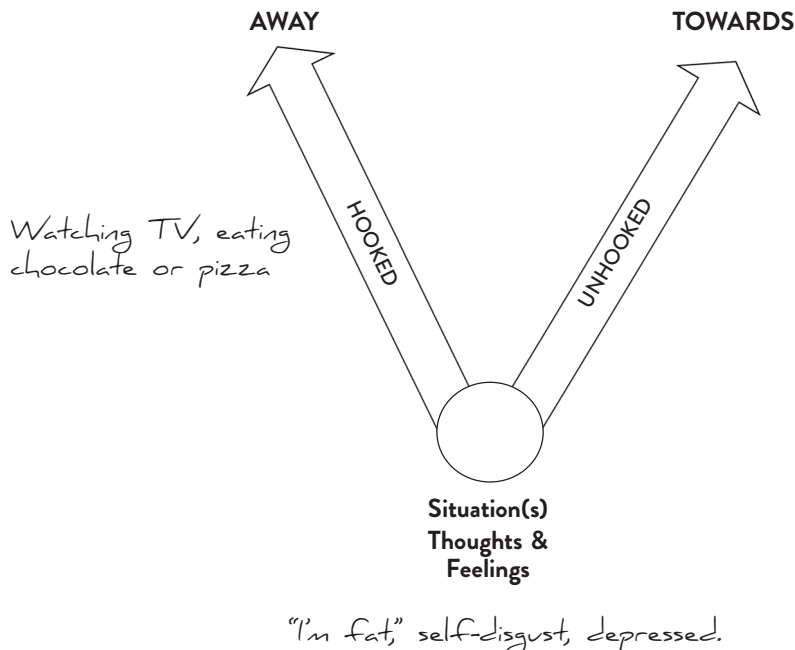 AWAY
TOWARDS
HOOKED
UNHOOKED
Watching TV, eating
chocolate or pizza
Situation(s)
Thoughts &
Feelings
"I'm fat," self-disgust, depressed.